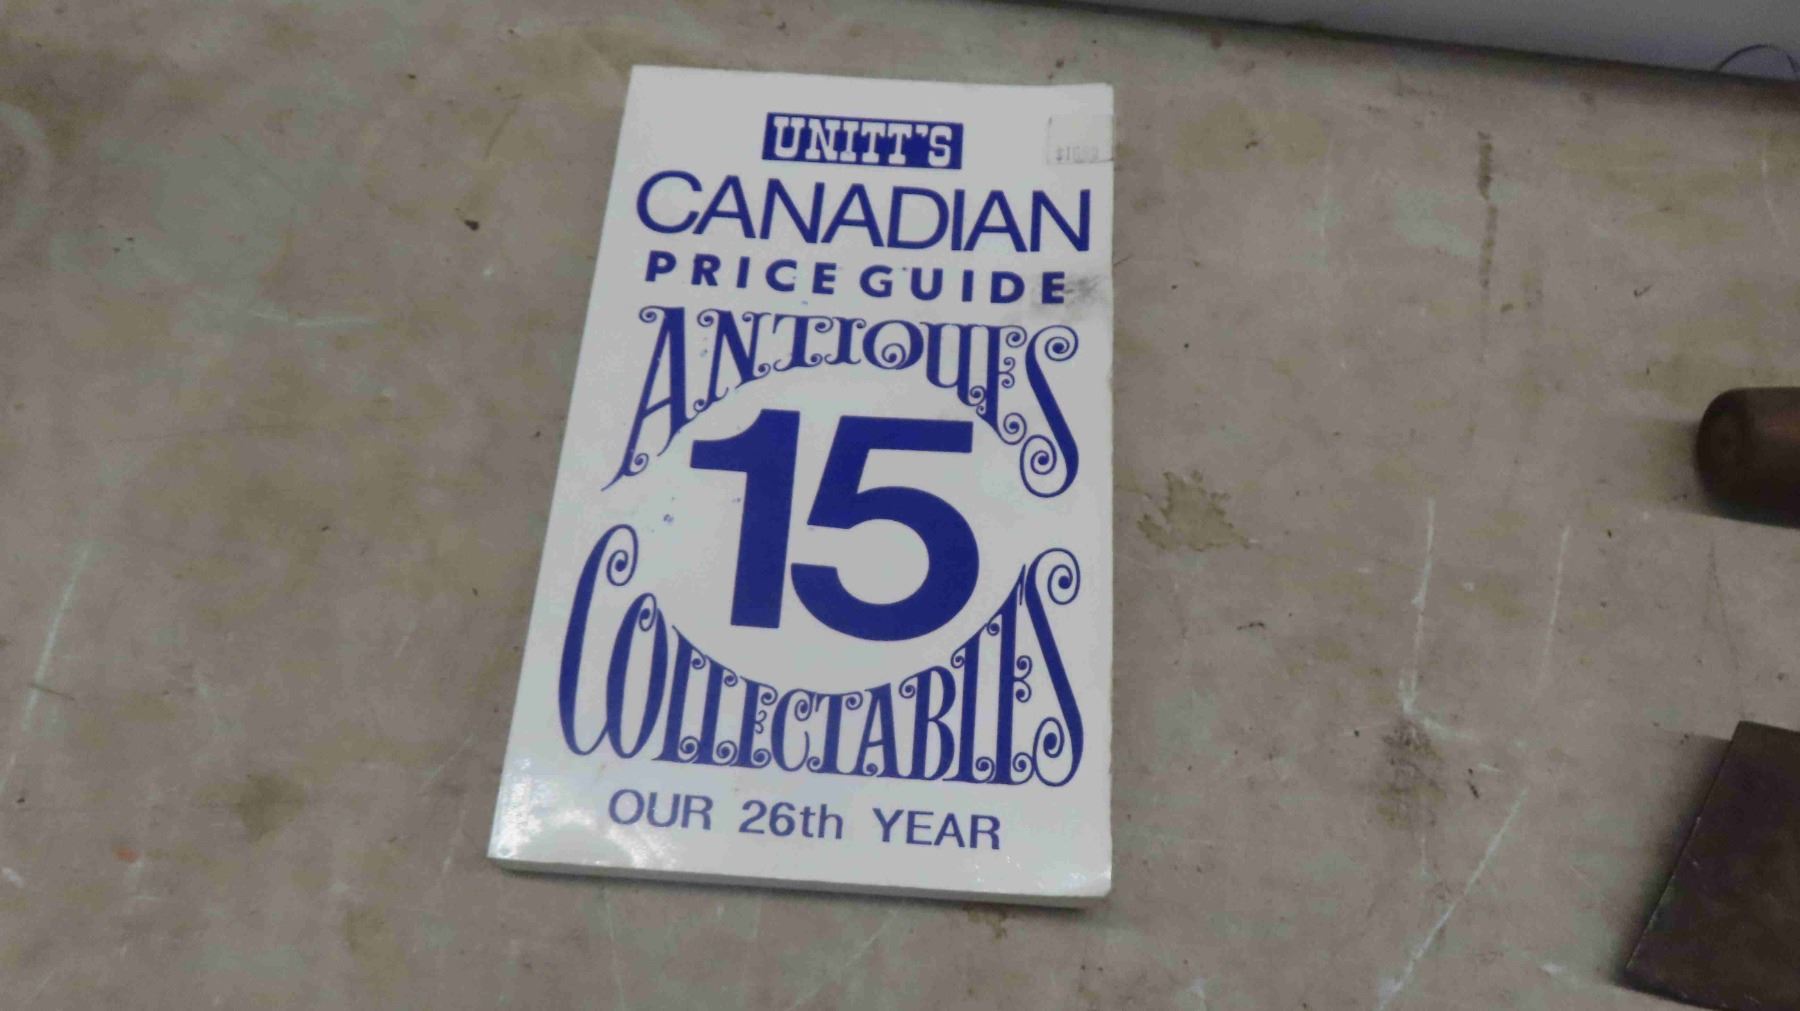 UNITT'S
CANADIAN
PRICE GUIDE
ANTIQUES
15
COLLECTABLES
OUR 26th YEAR